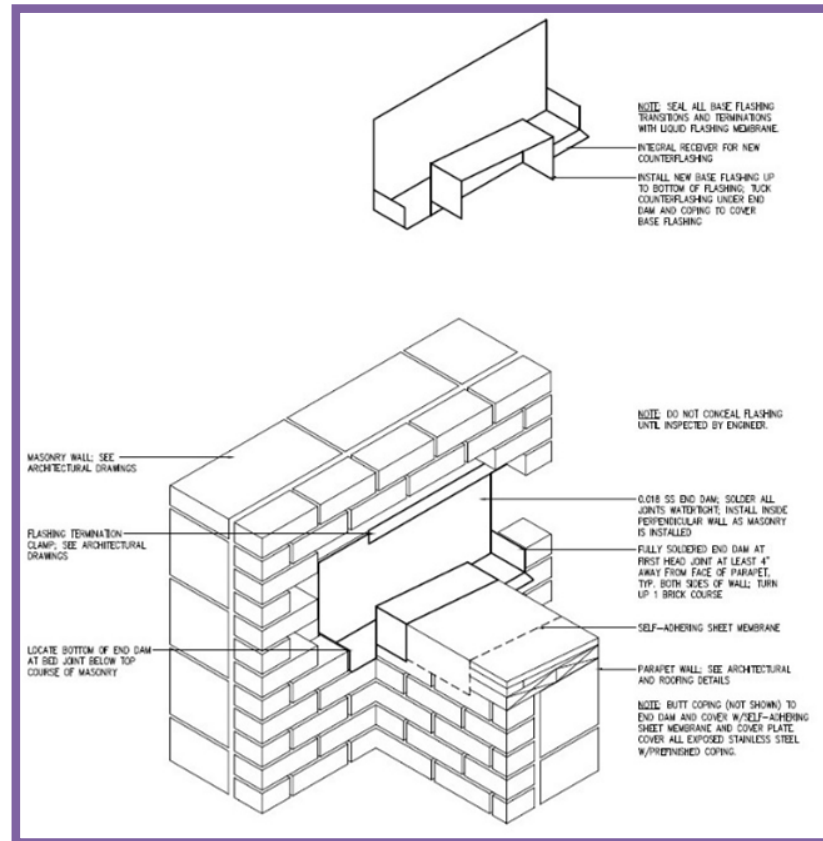 NOTE: SEAL ALL BASE FLASHING
TRANSITIONS AND TERMINATIONS
WITH LIQUID FLASHING MEMBRANE.
INTEGRAL RECEIVER FOR NEW
COUNTERFLASHING
INSTALL NEW BASE FLASHING UP
TO BOTTOM OF FLASHING; TUCK
COUNTERFLASHING UNDER END
DAM AND COPING TO COVER
BASE FLASHING
NOTE: DO NOT CONCEAL FLASHING
UNTIL INSPECTED BY ENGINEER.
MASONRY WALL; SEE
ARCHITECTURAL DRAWINGS
0.018 SS END DAM; SOLDER ALL
JOINTS WATERTIGHT; INSTALL INSIDE
PERPENDICULAR WALL AS MASONRY
IS INSTALLED
FLASHING TERMINATION
CLAMP; SEE ARCHITECTURAL
DRAWINGS
FULLY SOLDERED END DAM AT
FIRST HEAD JOINT AT LEAST 4"
AWAY FROM FACE OF PARAPET,
TYP. BOTH SIDES OF WALL; TURN
UP 1 BRICK COURSE
SELF-ADHERING SHEET MEMBRANE
LOCATE BOTTOM OF END DAM
AT BED JOINT BELOW TOP
COURSE OF MASONRY
PARAPET WALL; SEE ARCHITECTURAL
AND ROOFING DETAILS
NOTE: BUTT COPING (NOT SHOWN) TO
END DAM AND COVER W/SELF-ADHERING
SHEET MEMBRANE AND COVER PLATE
COVER ALL EXPOSED STAINLESS STEEL
W/PREFINISHED COPING.